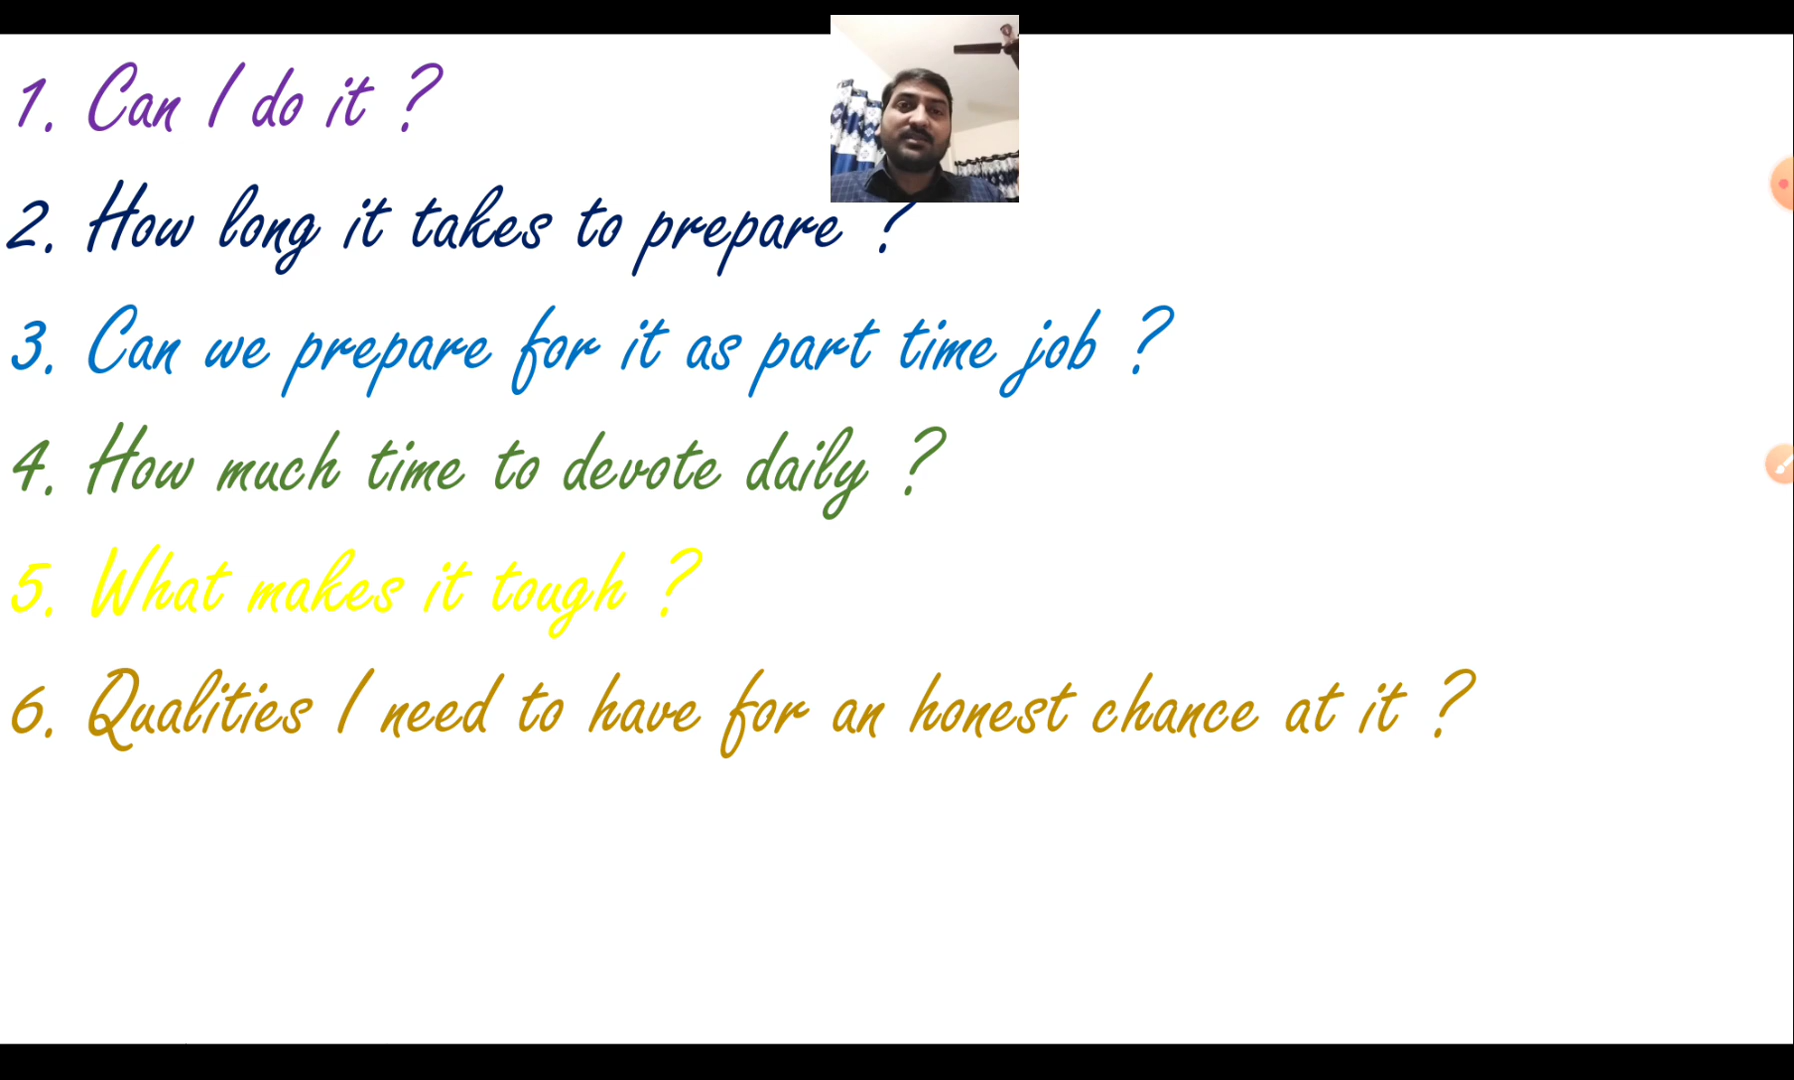 1. Can I do it ?
2. How long it takes to prepare ?
3. Can we prepare for it as part time job ?
4. How much time to devote daily ?
5. What makes it tough ?
6. Qualities I need to have for an honest chance at it ?